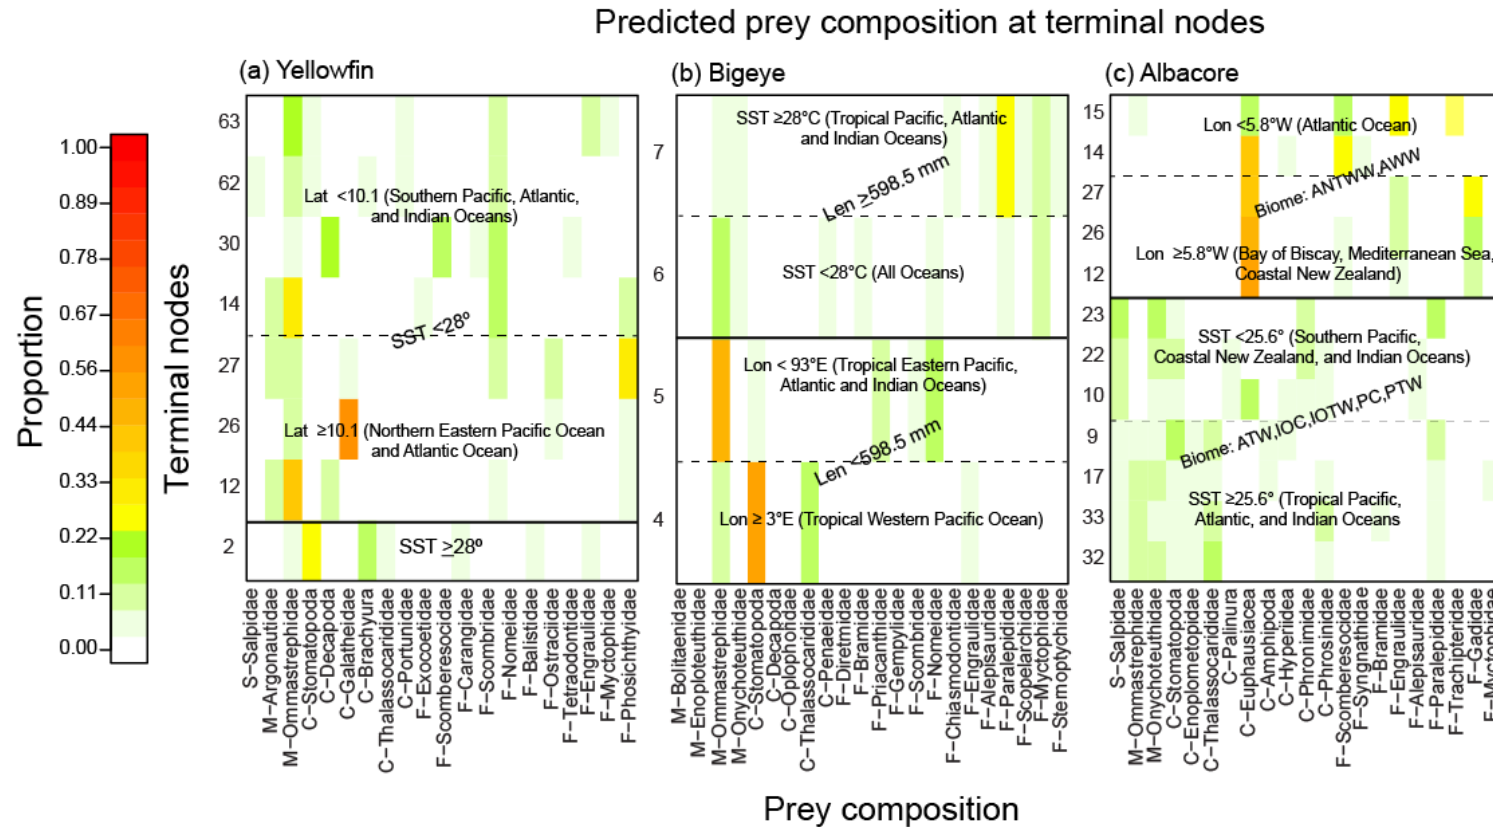 Predicted prey composition at terminal nodes
(a) Yellowfin
(b) Bigeye
(c) Albacore
Proportion
1.00
0.89
0.78
0.67
0.56
0.44
0.33
0.22
0.11
0.00
Terminal nodes
63
62
30
14
27
26
12
2
Lat <10.1 (Southern Pacific, Atlantic,
and Indian Oceans)
SST <28º
Lat ≥10.1 (Northern Eastern Pacific Ocean
and Atlantic Ocean)
SST ≥28º
S−Salpidae
M−Argonautidae
M−Ommastrephidae
C−Stomatopoda
C−Decapoda
C−Galatheidae
C−Brachyura
C−Thalassocarididae
C−Portunidae
F−Exocoetidae
F−Scomberesocidae
F−Carangidae
F−Scombridae
F−Nomeidae
F−Balistidae
F−Ostraciidae
F−Tetraodontidae
F−Engraulidae
F−Myctophidae
F−Phosichthyidae
7
6
5
4
SST ≥28°C (Tropical Pacific, Atlantic
and Indian Oceans)
Len ≥598.5 mm
SST <28°C (All Oceans)
Lon < 93°E (Tropical Eastern Pacific,
Atlantic and Indian Oceans)
Len <598.5 mm
Lon ≥ 3°E (Tropical Western Pacific Ocean)
M−Bolitaenidae
M−Enoploteuthidae
M−Ommastrephidae
M−Onychoteuthidae
C−Stomatopoda
C−Decapoda
C−Oplophoridae
C−Thalassocarididae
C−Penaeidae
F−Diretmidae
F−Bramidae
F−Priacanthidae
F−Gempylidae
F−Scombridae
F−Nomeidae
F−Chiasmodontidae
F−Engraulidae
F−Alepisauridae
F−Paralepididae
F−Scopelarchidae
F−Myctophidae
F−Sternoptychidae
15
14
27
26
12
23
22
10
9
17
33
32
Lon <5.8°W (Atlantic Ocean)
Biome: ANTWW,AWW
Lon ≥5.8°W (Bay of Biscay, Mediterranean Sea,
Coastal New Zealand)
SST <25.6° (Southern Pacific,
Coastal New Zealand, and Indian Oceans)
Biome: ATW,IOC,IOTW,PC,PTW
SST ≥25.6° (Tropical Pacific,
Atlantic, and Indian Oceans
S−Salpidae
M−Ommastrephidae
M−Onychoteuthidae
C−Stomatopoda
C−Enoplometopidae
C−Thalassocarididae
C−Palinura
C−Euphausiacea
C−Amphipoda
C−Hyperiidea
C−Phronimidae
C−Phrosinidae
F−Scomberesocidae
F−Syngnathidae
F−Bramidae
F−Engraulidae
F−Alepisauridae
F−Paralepididae
F−Trachipteridae
F−Gadidae
F−Myctophidae
Prey composition